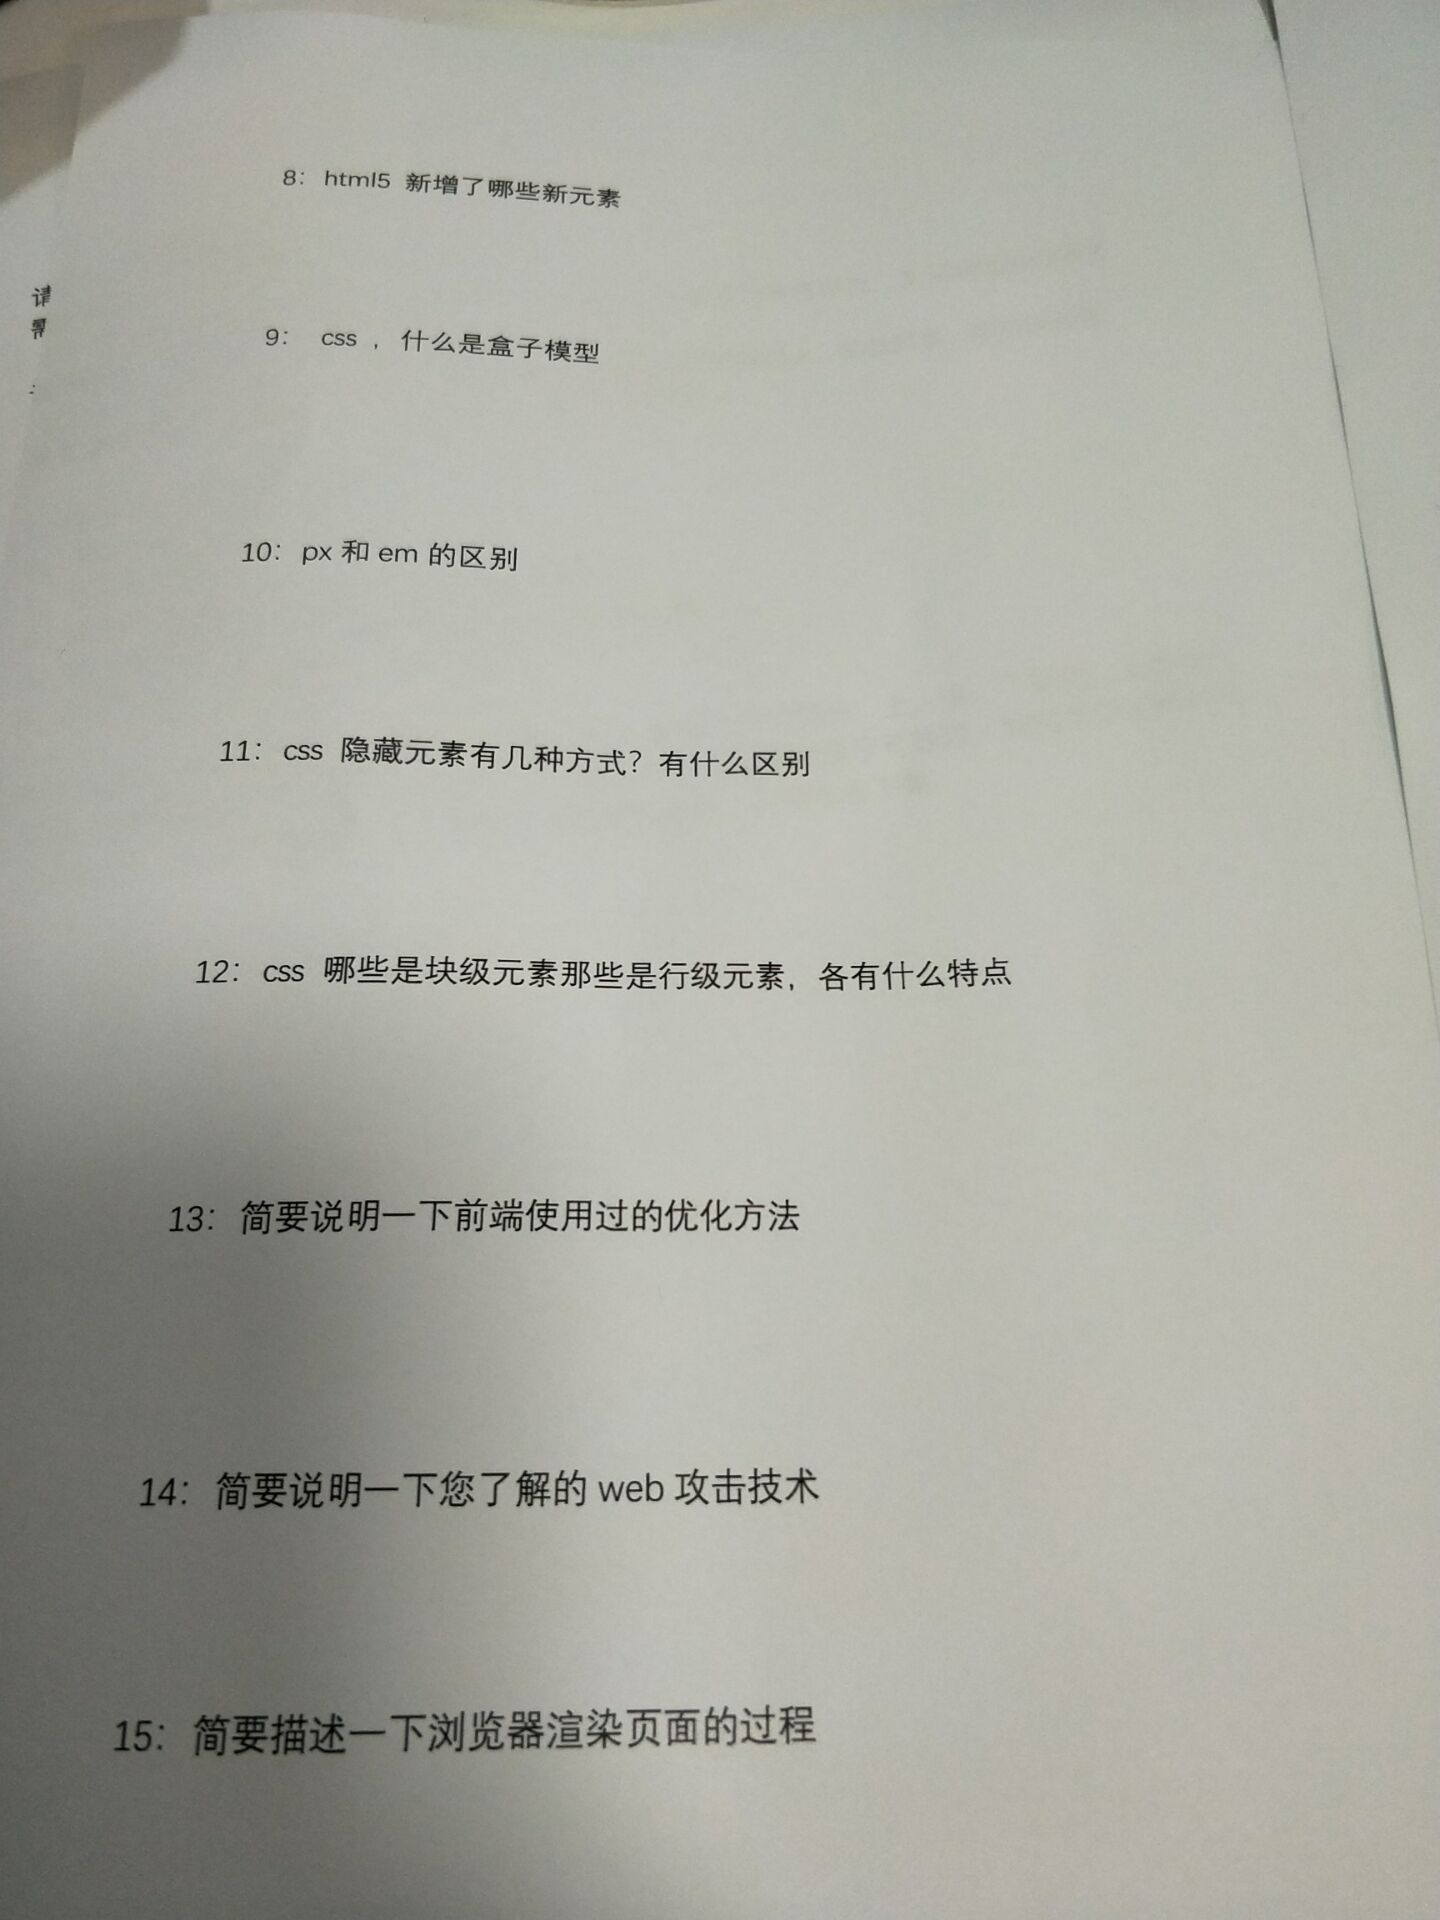 8: html5 新增了哪些新元素
请
9: css ，什么是盒子模型
10: px 和 em 的区别
11: css 隐藏元素有几种方式？有什么区别
12: css 哪些是块级元素那些是行级元素，各有什么特点
13: 简要说明一下前端使用过的优化方法
14: 简要说明一下您了解的 web 攻击技术
15: 简要描述一下浏览器渲染页面的过程